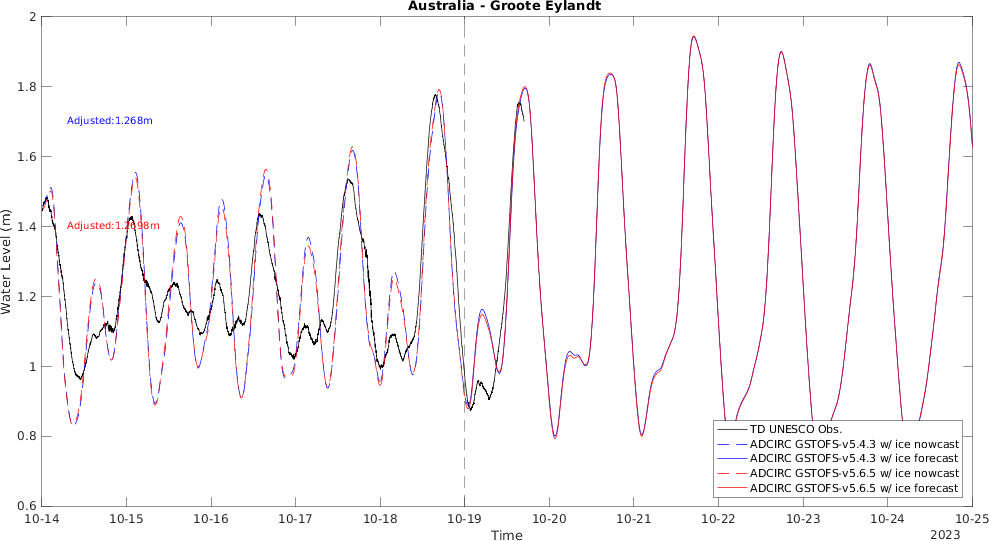 Australia - Groote Eylandt
2
1.8
1.6
1.4
1.2
1
0.8
0.6
Water Level (m)
Adjusted:1.268m
Adjusted:1.2698m
TD UNESCO Obs.
ADCIRC GSTOFS-v5.4.3 w/ ice nowcast
ADCIRC GSTOFS-v5.4.3 w/ ice forecast
ADCIRC GSTOFS-v5.6.5 w/ ice nowcast
ADCIRC GSTOFS-v5.6.5 w/ ice forecast
10-14 10-15 10-16 10-17 10-18 10-19 10-20 10-21 10-22 10-23 10-24 10-25
Time
2023